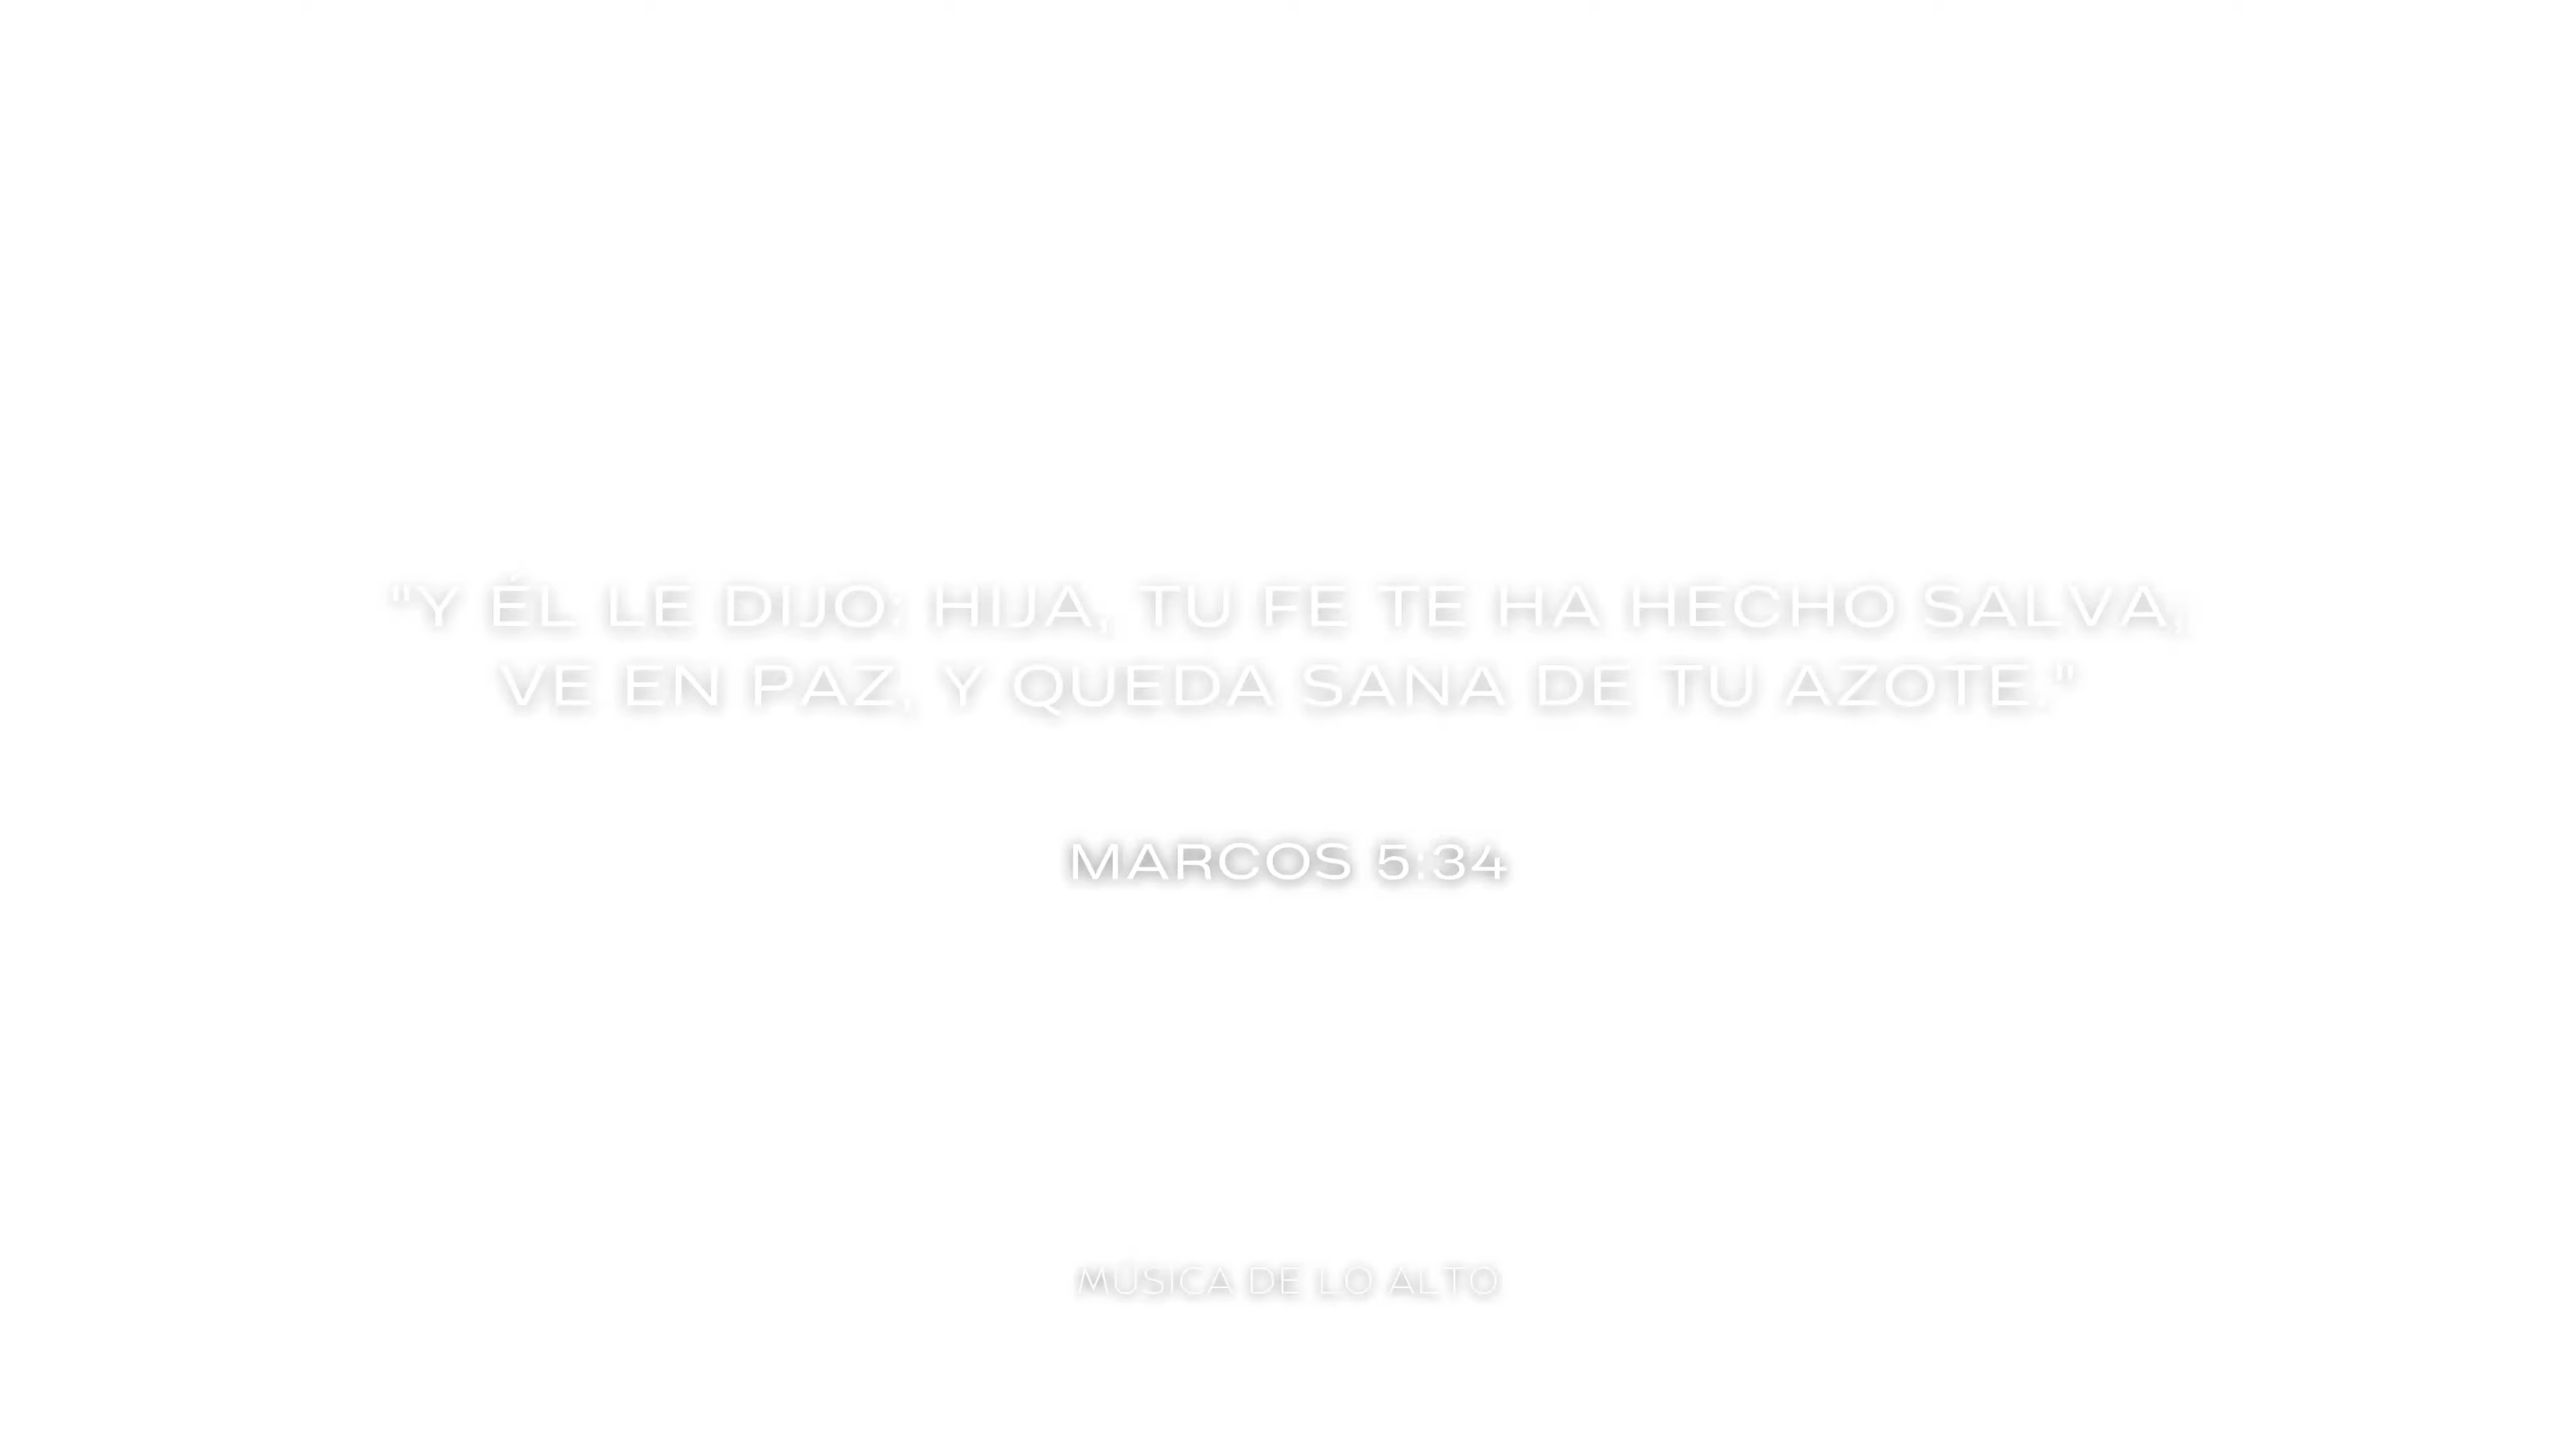 "Y ÉL LE DIJO: HIJA, TU FE TE HA HECHO SALVA,
VE EN PAZ, Y QUEDA SANA DE TU AZOTE."
MARCOS 5:34
MÚSICA DE LO ALTO